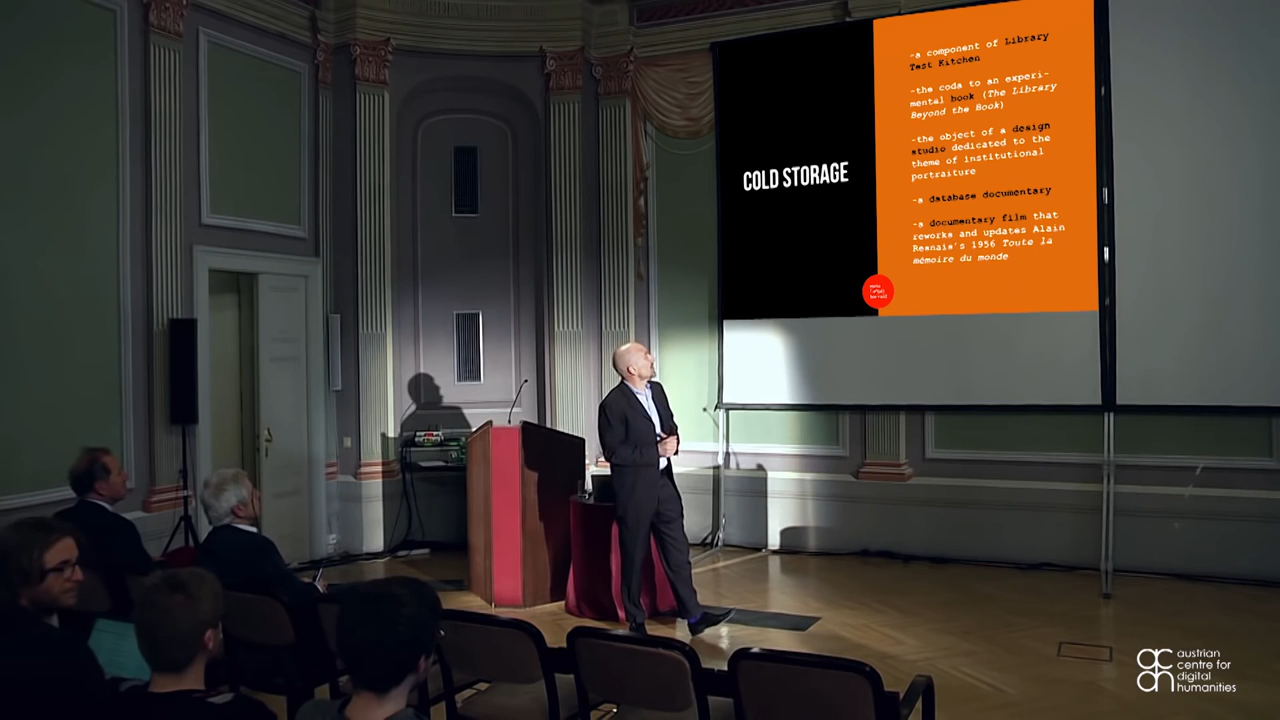 COLD STORAGE
-a component of Library
Test Kitchen
-the coda to an experi-
mental book (The Library
Beyond the Book)
-the object of a design
studio dedicated to the
theme of institutional
portraiture
-a database documentary
-a documentary film that
reworks and updates Alain
Resnais's 1956 Toute la
mémoire du monde
austrian
centre for
digital
humanities